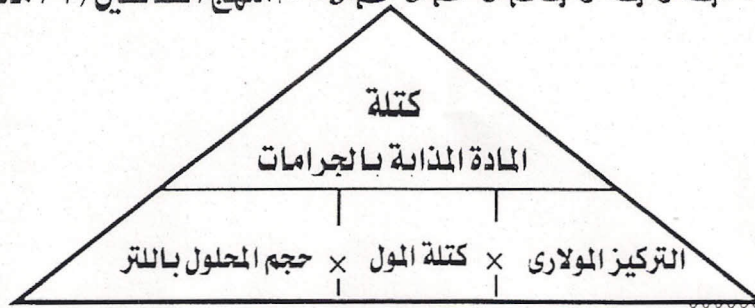 كتلة
المادة المذابة بالجرامات
التركيز المولارى × كتلة المول × حجم المحلول باللتر